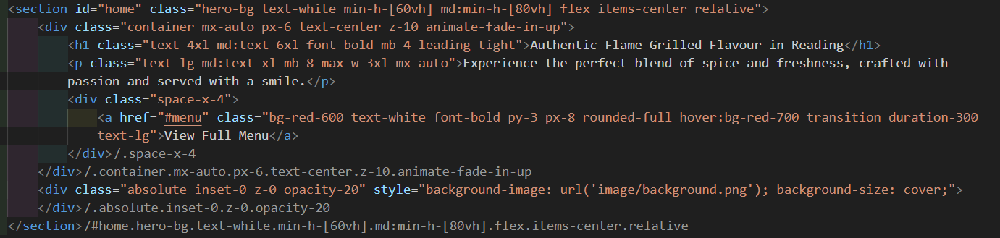 <section id="home" class="hero-bg text-white min-h-[60vh] md:min-h-[80vh] flex items-center relative">
<div class="container mx-auto px-6 text-center z-10 animate-fade-in-up">
<h1 class="text-4xl md:text-6xl font-bold mb-4 leading-tight">Authentic Flame-Grilled Flavour in Reading</h1>
<p class="text-lg md:text-xl mb-8 max-w-3xl mx-auto">Experience the perfect blend of spice and freshness, crafted with
passion and served with a smile.</p>
<div class="space-x-4">
<a href="#menu" class="bg-red-600 text-white font-bold py-3 px-8 rounded-full hover:bg-red-700 transition duration-300
text-lg">View Full Menu</a>
</div>/.space-x-4
</div>/.container.mx-auto.px-6.text-center.z-10.animate-fade-in-up
<div class="absolute inset-0 z-0 opacity-20" style="background-image: url('image/background.png'); background-size: cover;">
</div>/.absolute.inset-0.z-0.opacity-20
</section>/#home.hero-bg.text-white.min-h-[60vh].md:min-h-[80vh].flex.items-center.relative